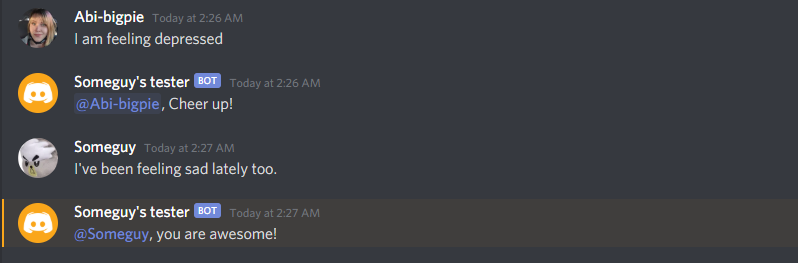 Abi-bigpie Today at 2:26 AM
I am feeling depressed
Someguy's tester BOT Today at 2:26 AM
@Abi-bigpie, Cheer up!
Someguy Today at 2:27 AM
I've been feeling sad lately too.
Someguy's tester BOT Today at 2:27 AM
@Someguy, you are awesome!